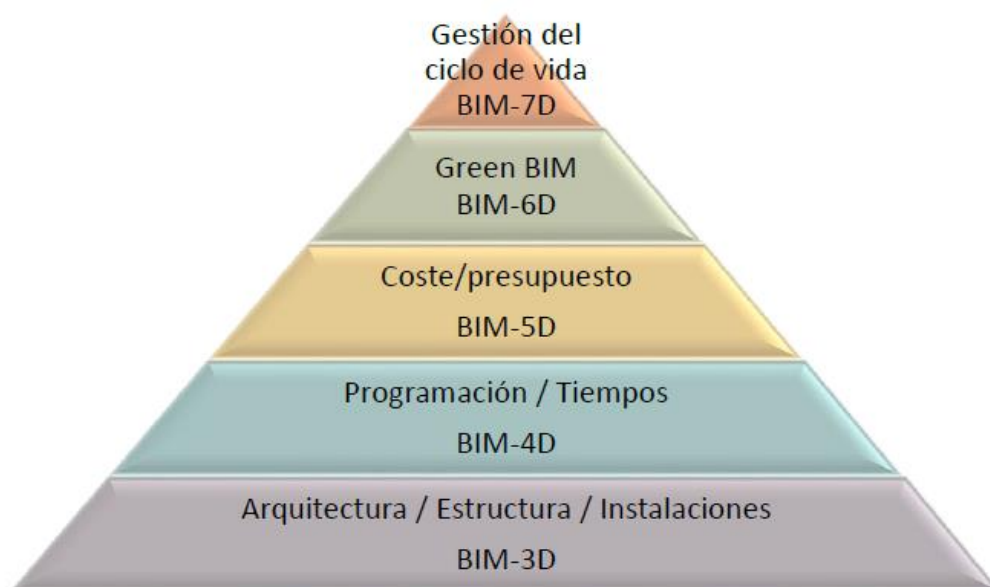 Gestión del
ciclo de vida
BIM-7D
Green BIM
BIM-6D
Coste/presupuesto
BIM-5D
Programación / Tiempos
BIM-4D
Arquitectura / Estructura / Instalaciones
BIM-3D